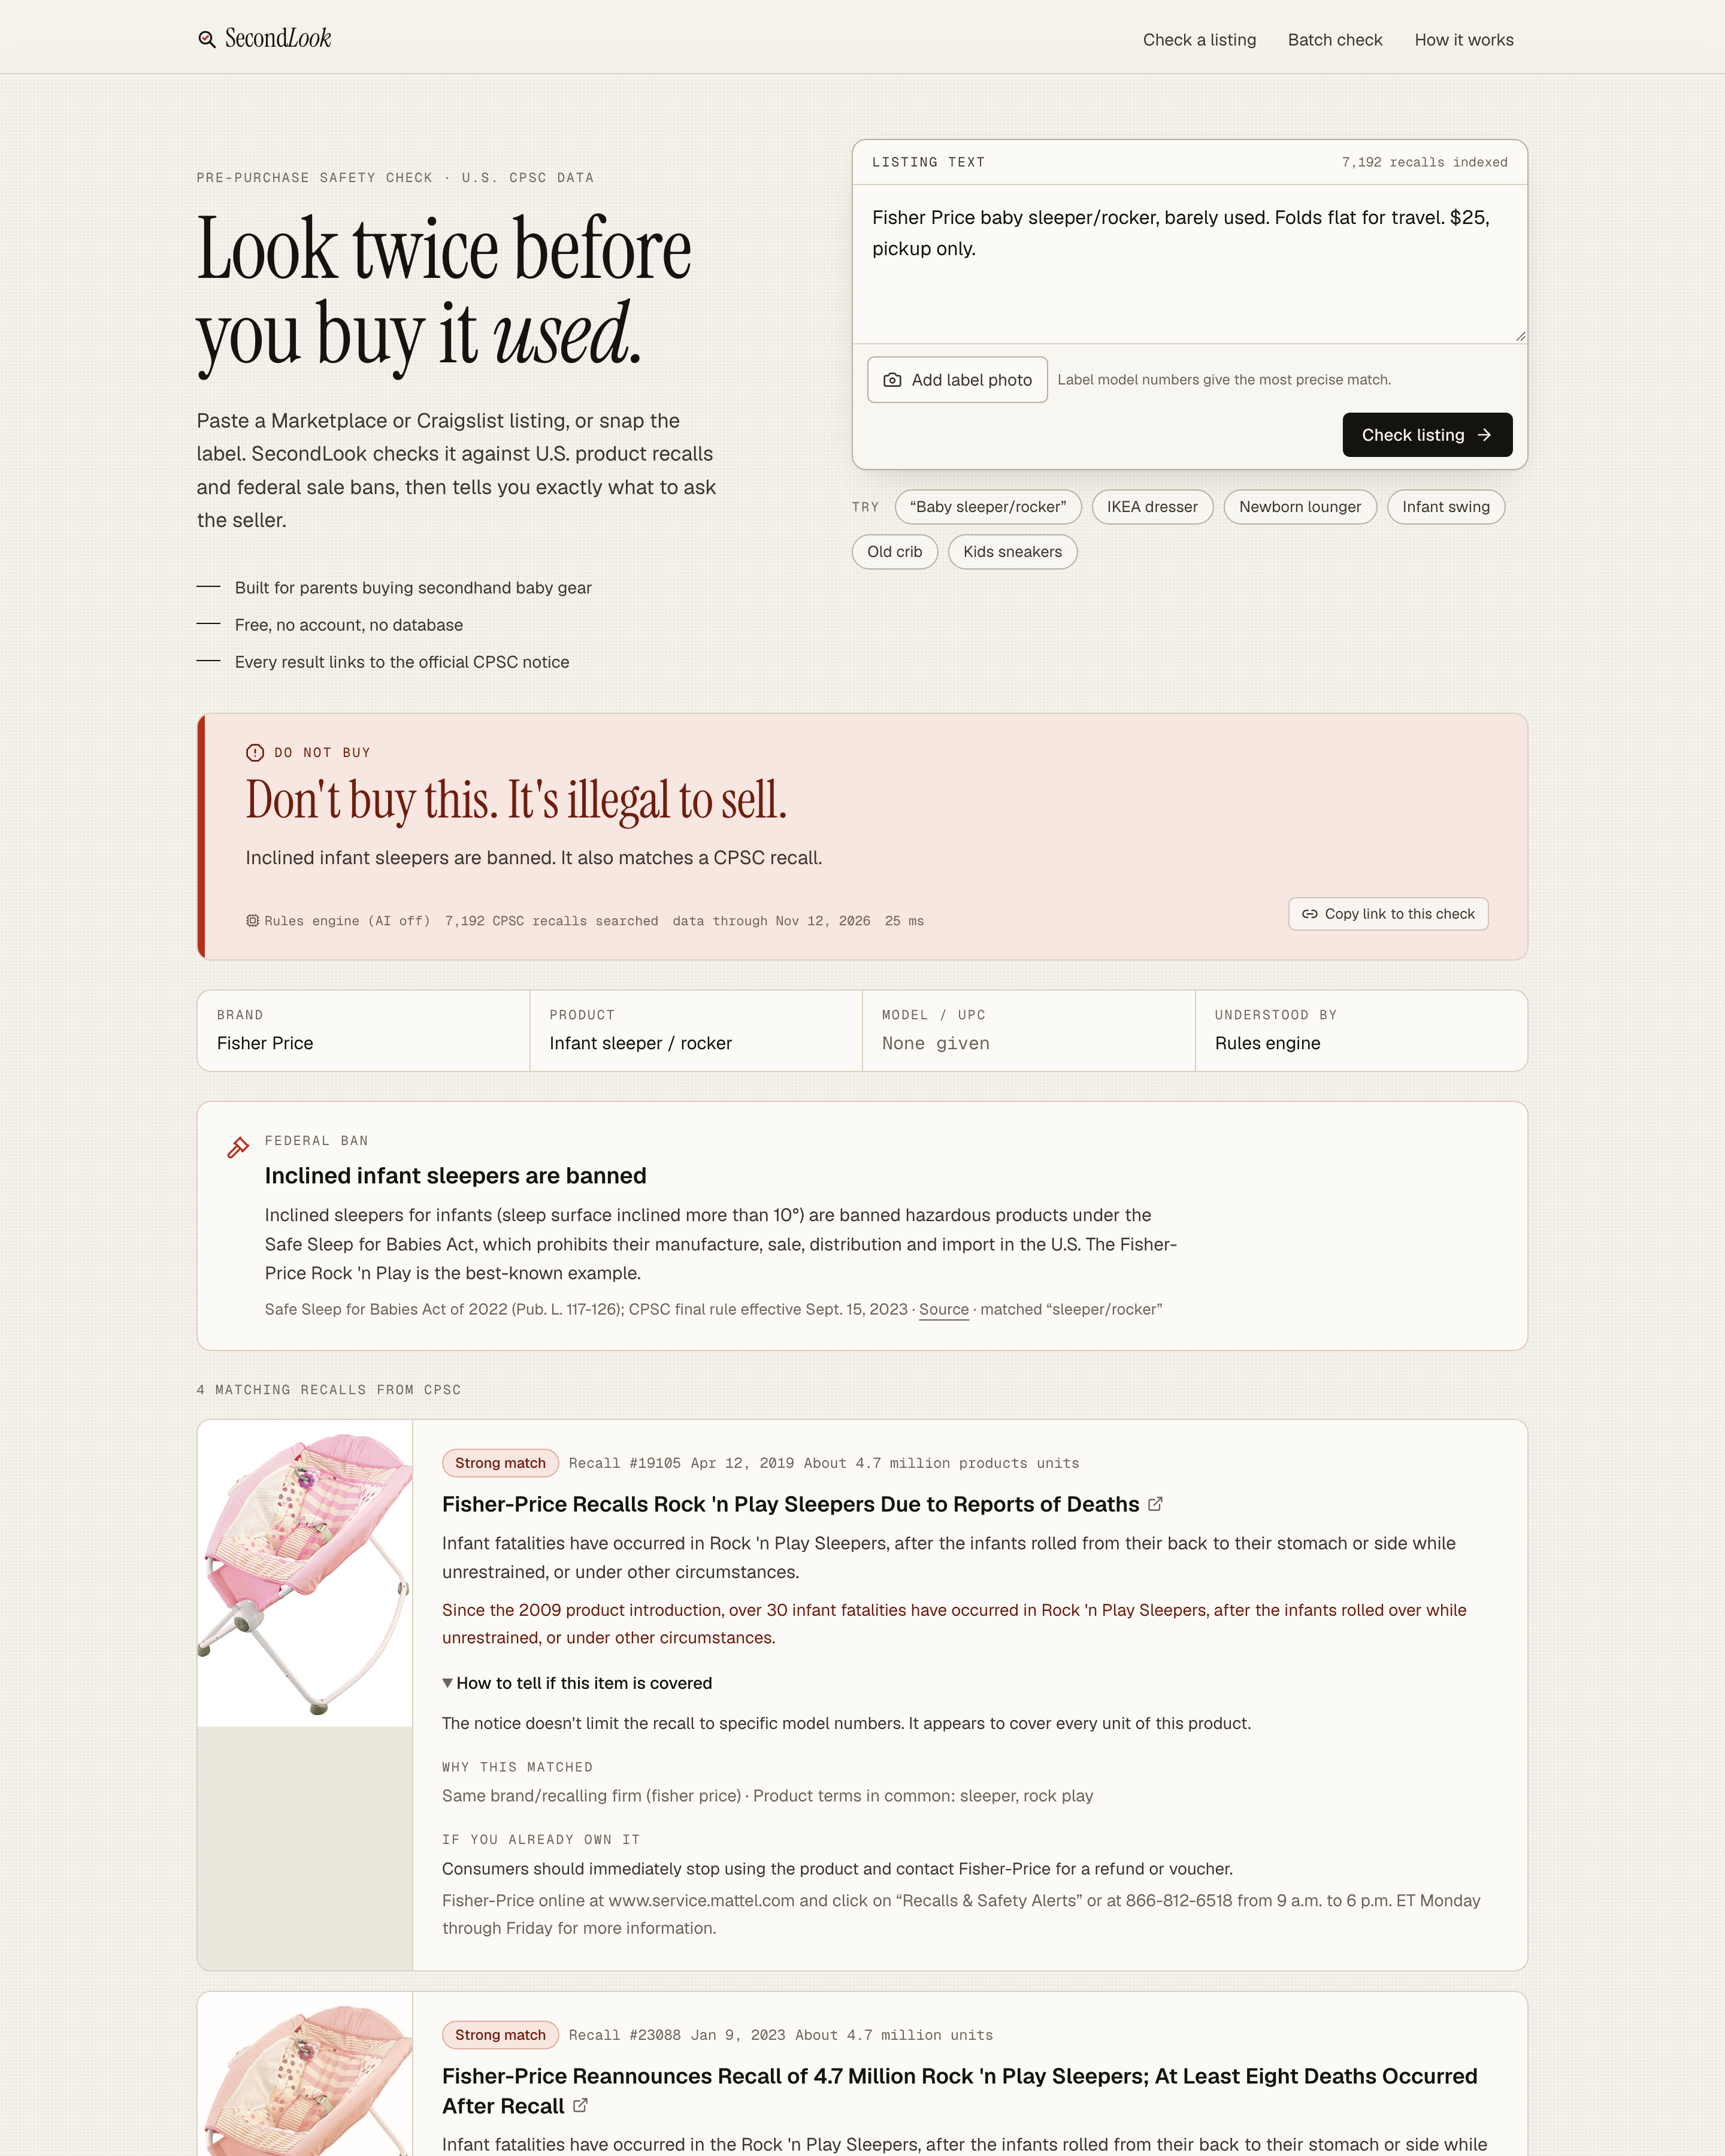 SecondLook
Check a listing
Batch check
How it works
PRE-PURCHASE SAFETY CHECK · U.S. CPSC DATA
Look twice before
you buy it used.
Paste a Marketplace or Craigslist listing, or snap the
label. SecondLook checks it against U.S. product recalls
and federal sale bans, then tells you exactly what to ask
the seller.
Built for parents buying secondhand baby gear
Free, no account, no database
Every result links to the official CPSC notice
LISTING TEXT
7,192 recalls indexed
Fisher Price baby sleeper/rocker, barely used. Folds flat for travel. $25,
pickup only.
Add label photo
Label model numbers give the most precise match.
Check listing
TRY
“Baby sleeper/rocker”
IKEA dresser
Newborn lounger
Infant swing
Old crib
Kids sneakers
DO NOT BUY
Don't buy this. It's illegal to sell.
Inclined infant sleepers are banned. It also matches a CPSC recall.
Rules engine (AI off) 7,192 CPSC recalls searched data through Nov 12, 2026 25 ms
Copy link to this check
BRAND
Fisher Price
PRODUCT
Infant sleeper / rocker
MODEL / UPC
None given
UNDERSTOOD BY
Rules engine
FEDERAL BAN
Inclined infant sleepers are banned
Inclined sleepers for infants (sleep surface inclined more than 10°) are banned hazardous products under the
Safe Sleep for Babies Act, which prohibits their manufacture, sale, distribution and import in the U.S. The Fisher-
Price Rock 'n Play is the best-known example.
Safe Sleep for Babies Act of 2022 (Pub. L. 117-126); CPSC final rule effective Sept. 15, 2023 · Source · matched “sleeper/rocker”
4 MATCHING RECALLS FROM CPSC
Strong match Recall #19105 Apr 12, 2019 About 4.7 million products units
Fisher-Price Recalls Rock 'n Play Sleepers Due to Reports of Deaths
Infant fatalities have occurred in Rock 'n Play Sleepers, after the infants rolled from their back to their stomach or side while
unrestrained, or under other circumstances.
Since the 2009 product introduction, over 30 infant fatalities have occurred in Rock 'n Play Sleepers, after the infants rolled over while
unrestrained, or under other circumstances.
How to tell if this item is covered
The notice doesn't limit the recall to specific model numbers. It appears to cover every unit of this product.
WHY THIS MATCHED
Same brand/recalling firm (fisher price) · Product terms in common: sleeper, rock play
IF YOU ALREADY OWN IT
Consumers should immediately stop using the product and contact Fisher-Price for a refund or voucher.
Fisher-Price online at www.service.mattel.com and click on “Recalls & Safety Alerts” or at 866-812-6518 from 9 a.m. to 6 p.m. ET Monday
through Friday for more information.
Strong match Recall #23088 Jan 9, 2023 About 4.7 million units
Fisher-Price Reannounces Recall of 4.7 Million Rock 'n Play Sleepers; At Least Eight Deaths Occurred
After Recall
Infant fatalities have occurred in the Rock 'n Play Sleepers, after the infants rolled from their back to their stomach or side while